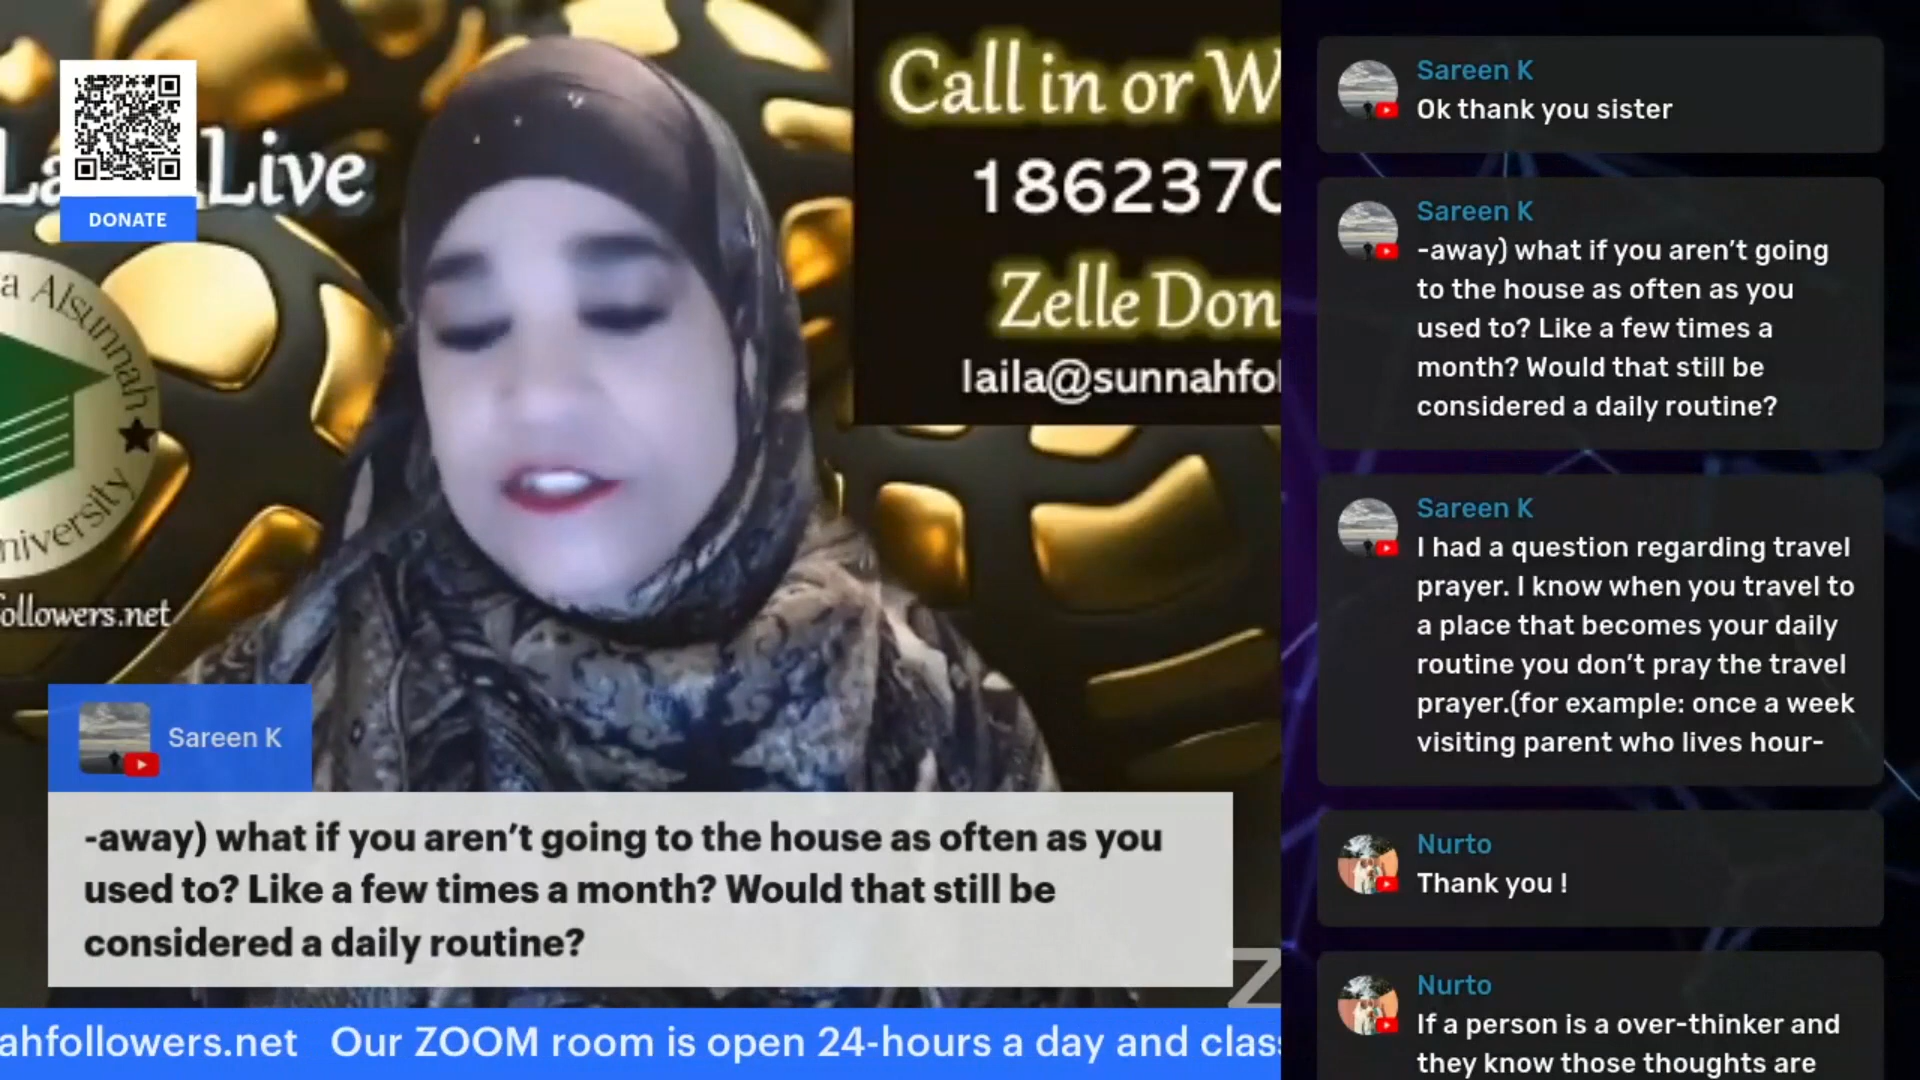 Call in or W
1862370
Zelle Don
laila@sunnahfol
La Live
DONATE
a Alsunnah
niversity
followers.net
Sareen K
-away) what if you aren’t going to the house as often as you
used to? Like a few times a month? Would that still be
considered a daily routine?
Z
ahfollowers.net Our ZOOM room is open 24-hours a day and clas
Sareen K
Ok thank you sister
Sareen K
-away) what if you aren’t going
to the house as often as you
used to? Like a few times a
month? Would that still be
considered a daily routine?
Sareen K
I had a question regarding travel
prayer. I know when you travel to
a place that becomes your daily
routine you don’t pray the travel
prayer.(for example: once a week
visiting parent who lives hour-
Nurto
Thank you !
Nurto
If a person is a over-thinker and
they know those thoughts are